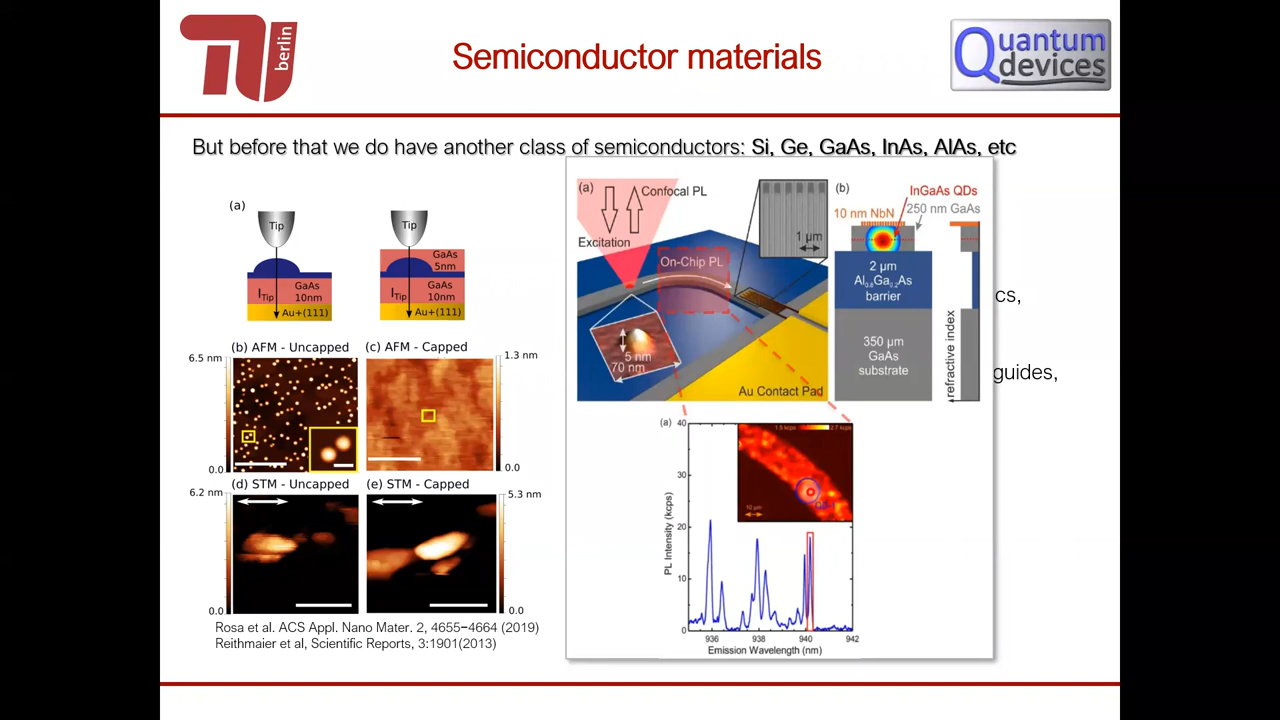 berlin
Semiconductor materials
Quantum
devices
But before that we do have another class of semiconductors: Si, Ge, GaAs, InAs, AlAs, etc
(a)
Tip
Tip
GaAs
5nm
ITip
GaAs
10nm
ITip
GaAs
10nm
Au+(111)
Au+(111)
(b) AFM - Uncapped
(c) AFM - Capped
6.5 nm
1.3 nm
0.0
0.0
(d) STM - Uncapped
(e) STM - Capped
6.2 nm
5.3 nm
0.0
0.0
Rosa et al. ACS Appl. Nano Mater. 2, 4655−4664 (2019)
Reithmaier et al, Scientific Reports, 3:1901(2013)
(a)
Confocal PL
Excitation
1 µm
On-Chip PL
5 nm
70 nm
Au Contact Pad
(b)
InGaAs QDs
10 nm NbN
250 nm GaAs
2 µm
Al0.8Ga0.2As
barrier
350 µm
GaAs
substrate
refractive index
cs,
guides,
(a)
40
30
20
10
0
PL Intensity (kcps)
10 µm
936
938
940
942
Emission Wavelength (nm)